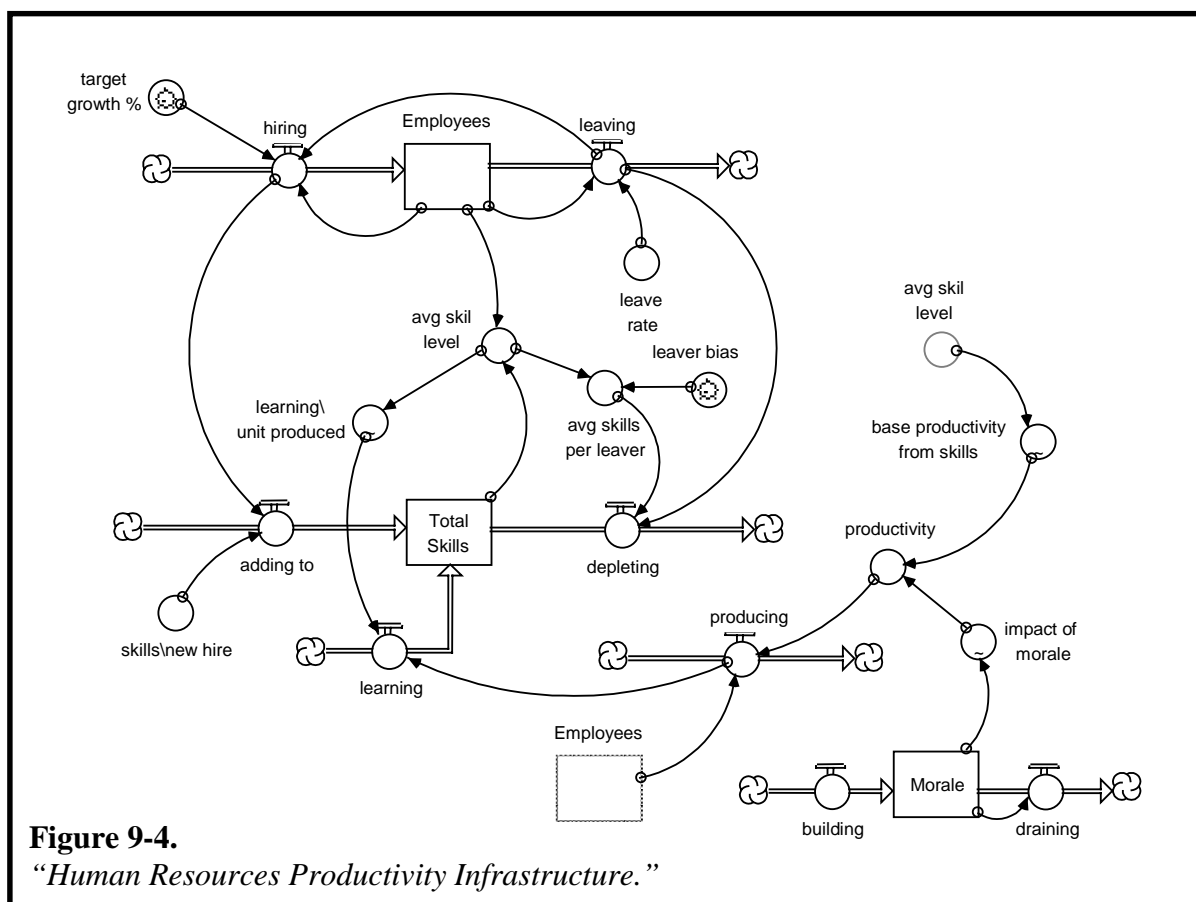 target
growth %
hiring
Employees
leaving
leave
rate
avg skil
level
avg skil
level
leaver bias
learning\
unit produced
avg skills
per leaver
base productivity
from skills
~
~
Total
Skills
adding to
depleting
productivity
skills\new hire
producing
impact of
morale
~
learning
Employees
Morale
building
draining
Figure 9-4.
“Human Resources Productivity Infrastructure.”